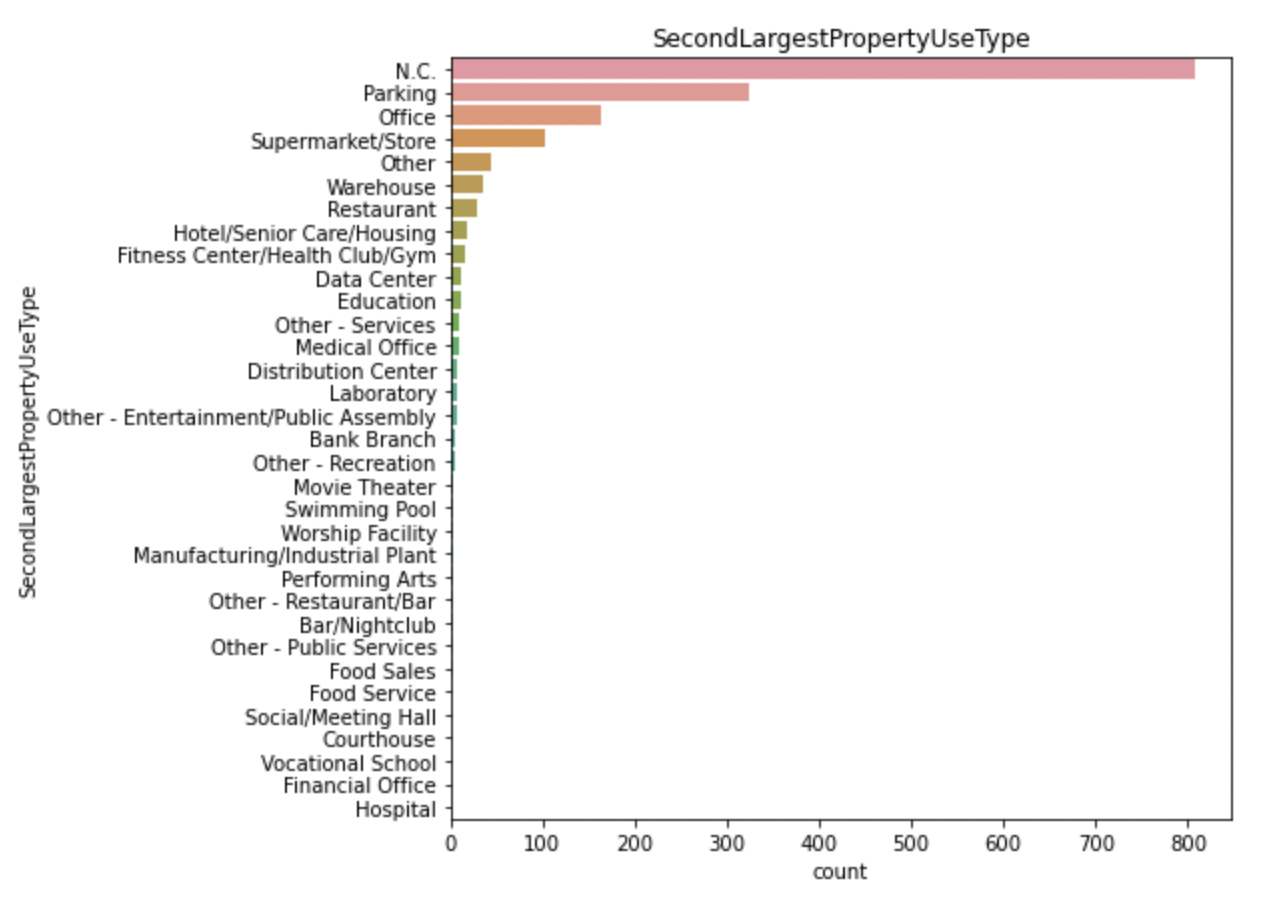 SecondLargestPropertyUseType
SecondLargestPropertyUseType
N.C.
Parking
Office
Supermarket/Store
Other
Warehouse
Restaurant
Hotel/Senior Care/Housing
Fitness Center/Health Club/Gym
Data Center
Education
Other - Services
Medical Office
Distribution Center
Laboratory
Other - Entertainment/Public Assembly
Bank Branch
Other - Recreation
Movie Theater
Swimming Pool
Worship Facility
Manufacturing/Industrial Plant
Performing Arts
Other - Restaurant/Bar
Bar/Nightclub
Other - Public Services
Food Sales
Food Service
Social/Meeting Hall
Courthouse
Vocational School
Financial Office
Hospital
0 100 200 300 400 500 600 700 800
count